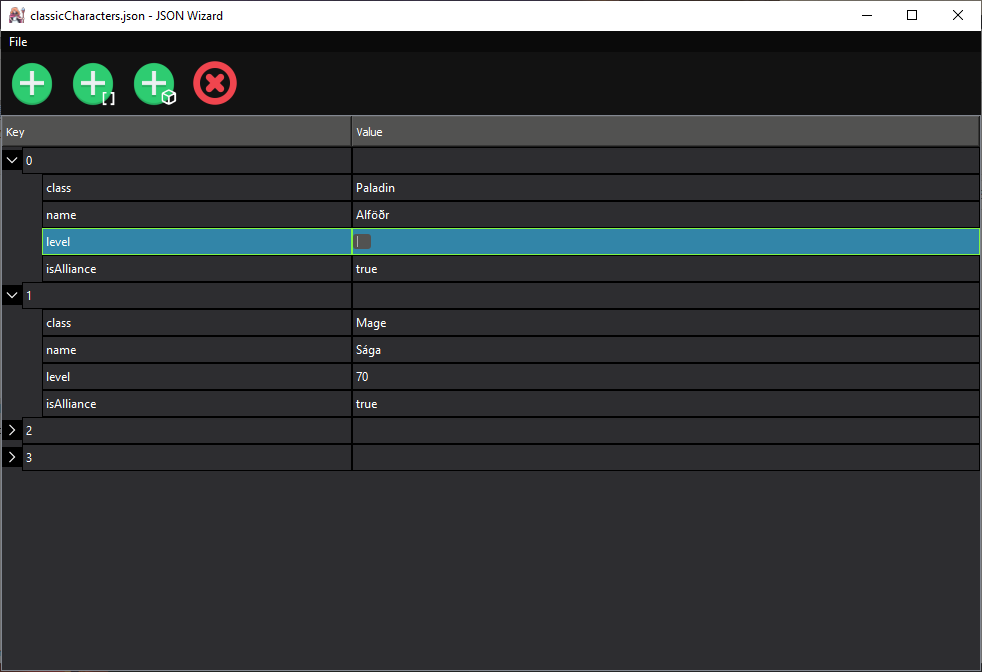 classicCharacters.json - JSON Wizard
File
[]
Key Value
0
class Paladin
name Alföðr
level
isAlliance true
1
class Mage
name Sága
level 70
isAlliance true
2
3